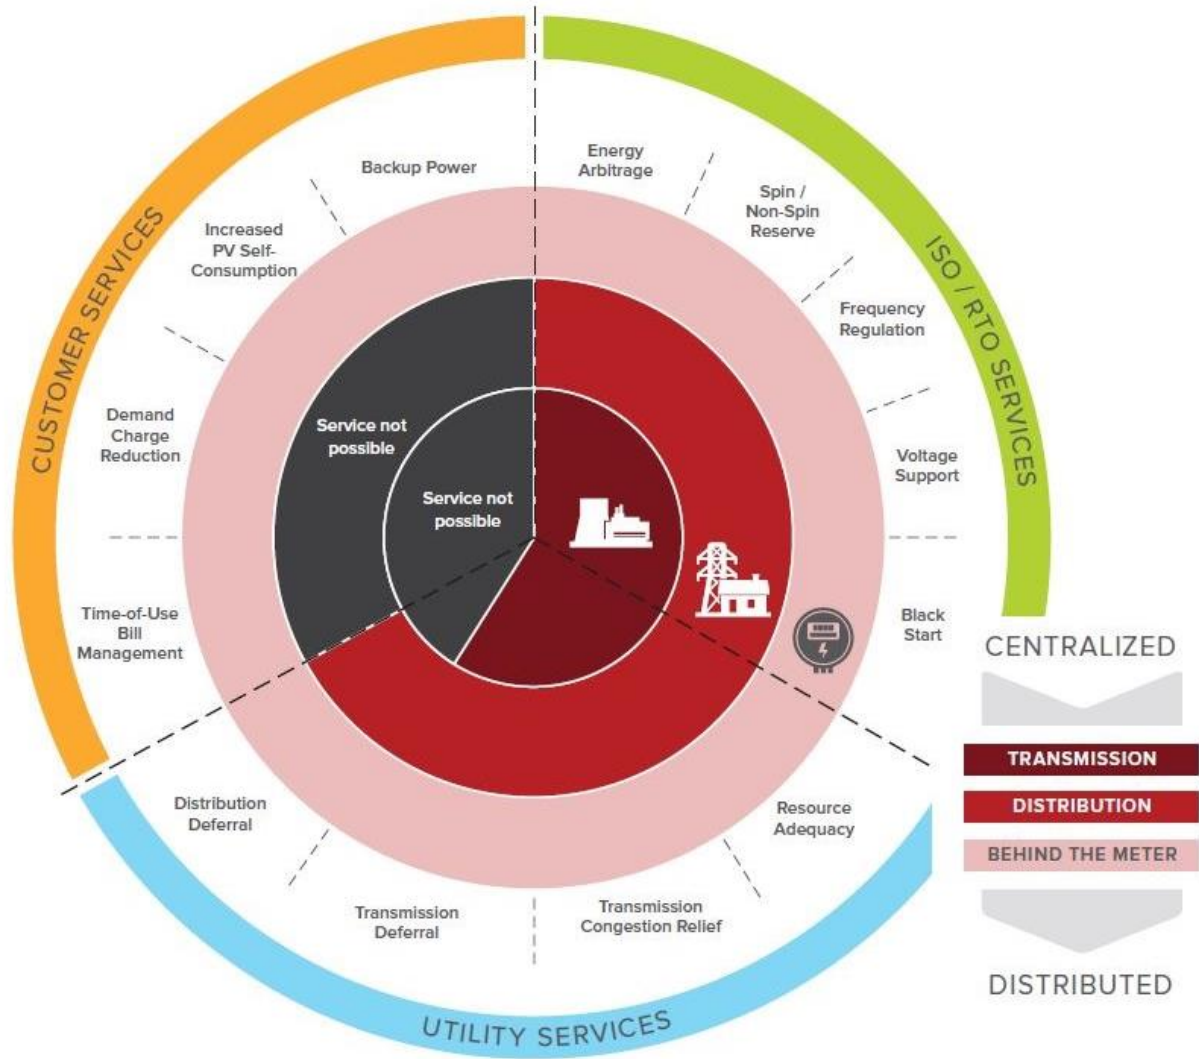 CUSTOMER SERVICES
ISO / RTO SERVICES
UTILITY SERVICES
Backup Power
Energy
Arbitrage
Spin /
Non-Spin
Reserve
Frequency
Regulation
Voltage
Support
Black
Start
Resource
Adequacy
Transmission
Congestion Relief
Transmission
Deferral
Distribution
Deferral
Time-of-Use
Bill
Management
Demand
Charge
Reduction
Increased
PV Self-
Consumption
Service not
possible
Service not
possible
CENTRALIZED
TRANSMISSION
DISTRIBUTION
BEHIND THE METER
DISTRIBUTED